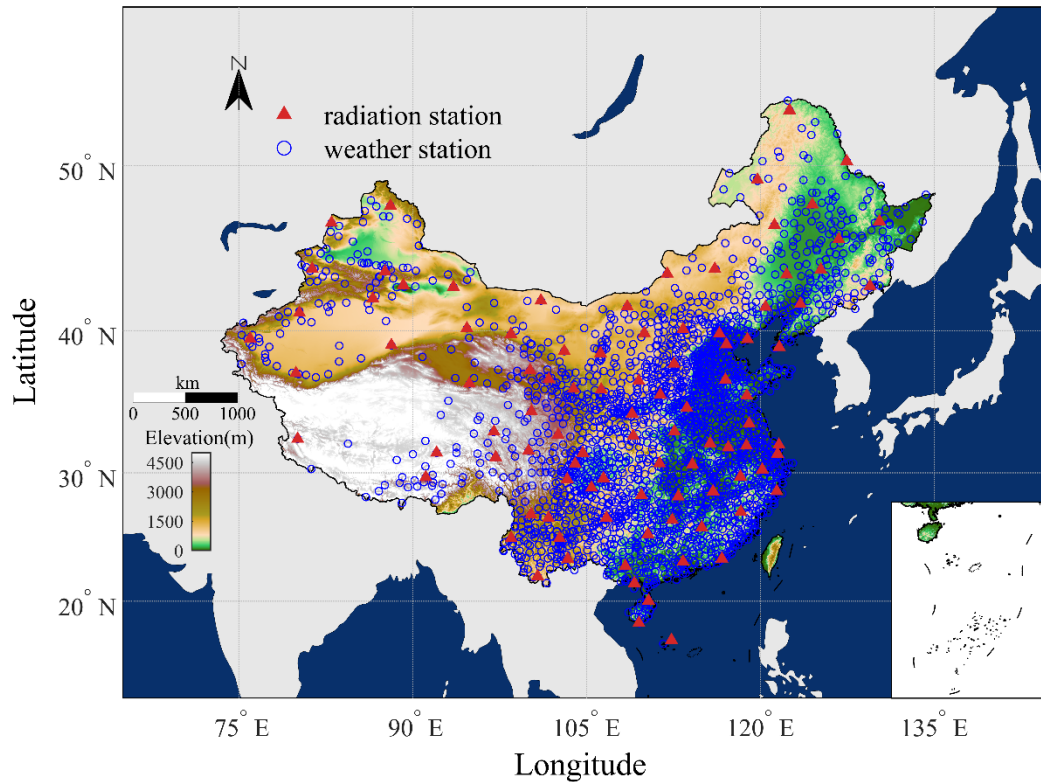 N
radiation station
weather station
50° N
40° N
30° N
20° N
Latitude
km
0 500 1000
Elevation(m)
4500
3000
1500
0
75° E 90° E 105° E 120° E 135° E
Longitude